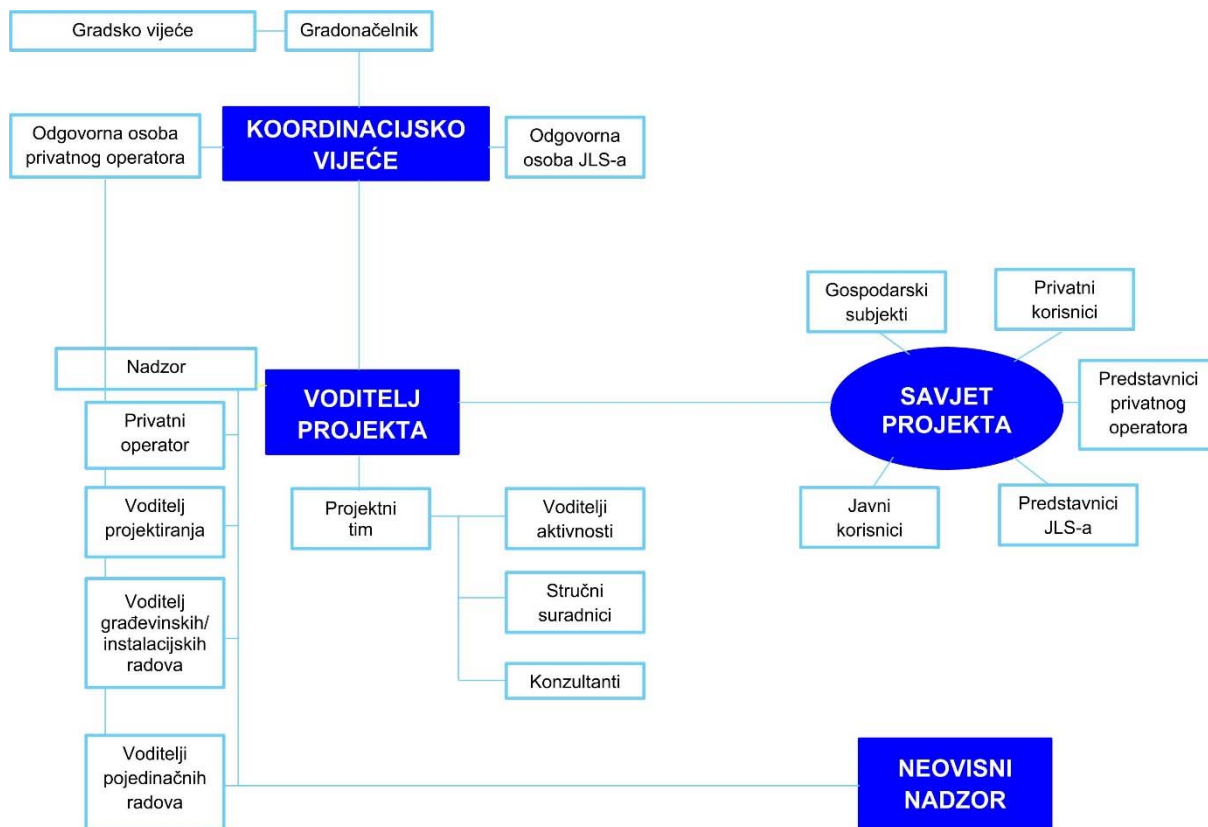 Gradsko vijeće
Gradonačelnik
Odgovorna osoba
privatnog operatora
KOORDINACIJSKO
VIJEĆE
Odgovorna
osoba JLS-a
Gospodarski
subjekti
Privatni
korisnici
Nadzor
VODITELJ
PROJEKTA
SAVJET
PROJEKTA
Predstavnici
privatnog
operatora
Privatni
operator
Voditelj
projektiranja
Projektni
tim
Voditelji
aktivnosti
Javni
korisnici
Predstavnici
JLS-a
Voditelj
građevinskih/
instalacijskih
radova
Stručni
suradnici
Konzultanti
Voditelji
pojedinačnih
radova
NEOVISNI
NADZOR